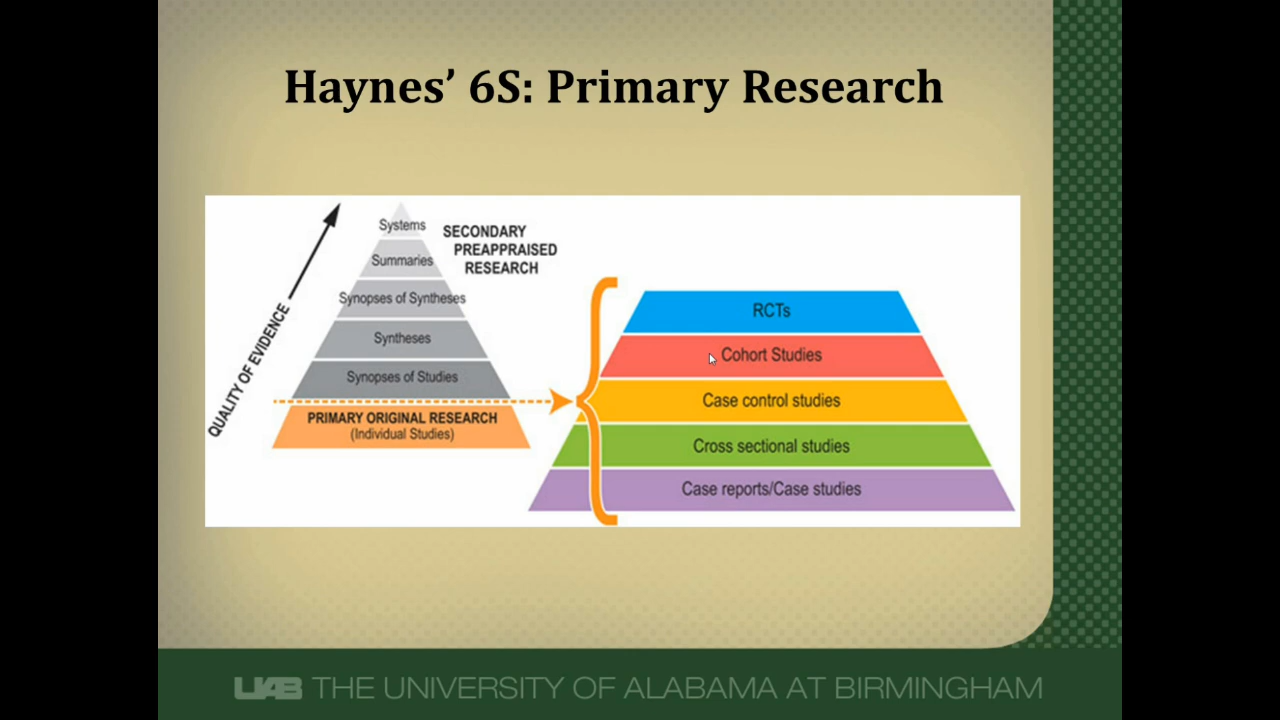 Haynes’ 6S: Primary Research
Systems
Summaries
Synopses of Syntheses
Syntheses
Synopses of Studies
PRIMARY ORIGINAL RESEARCH
(Individual Studies)
QUALITY OF EVIDENCE
SECONDARY
PREAPPRAISED
RESEARCH
RCTs
Cohort Studies
Case control studies
Cross sectional studies
Case reports/Case studies
UAB THE UNIVERSITY OF ALABAMA AT BIRMINGHAM